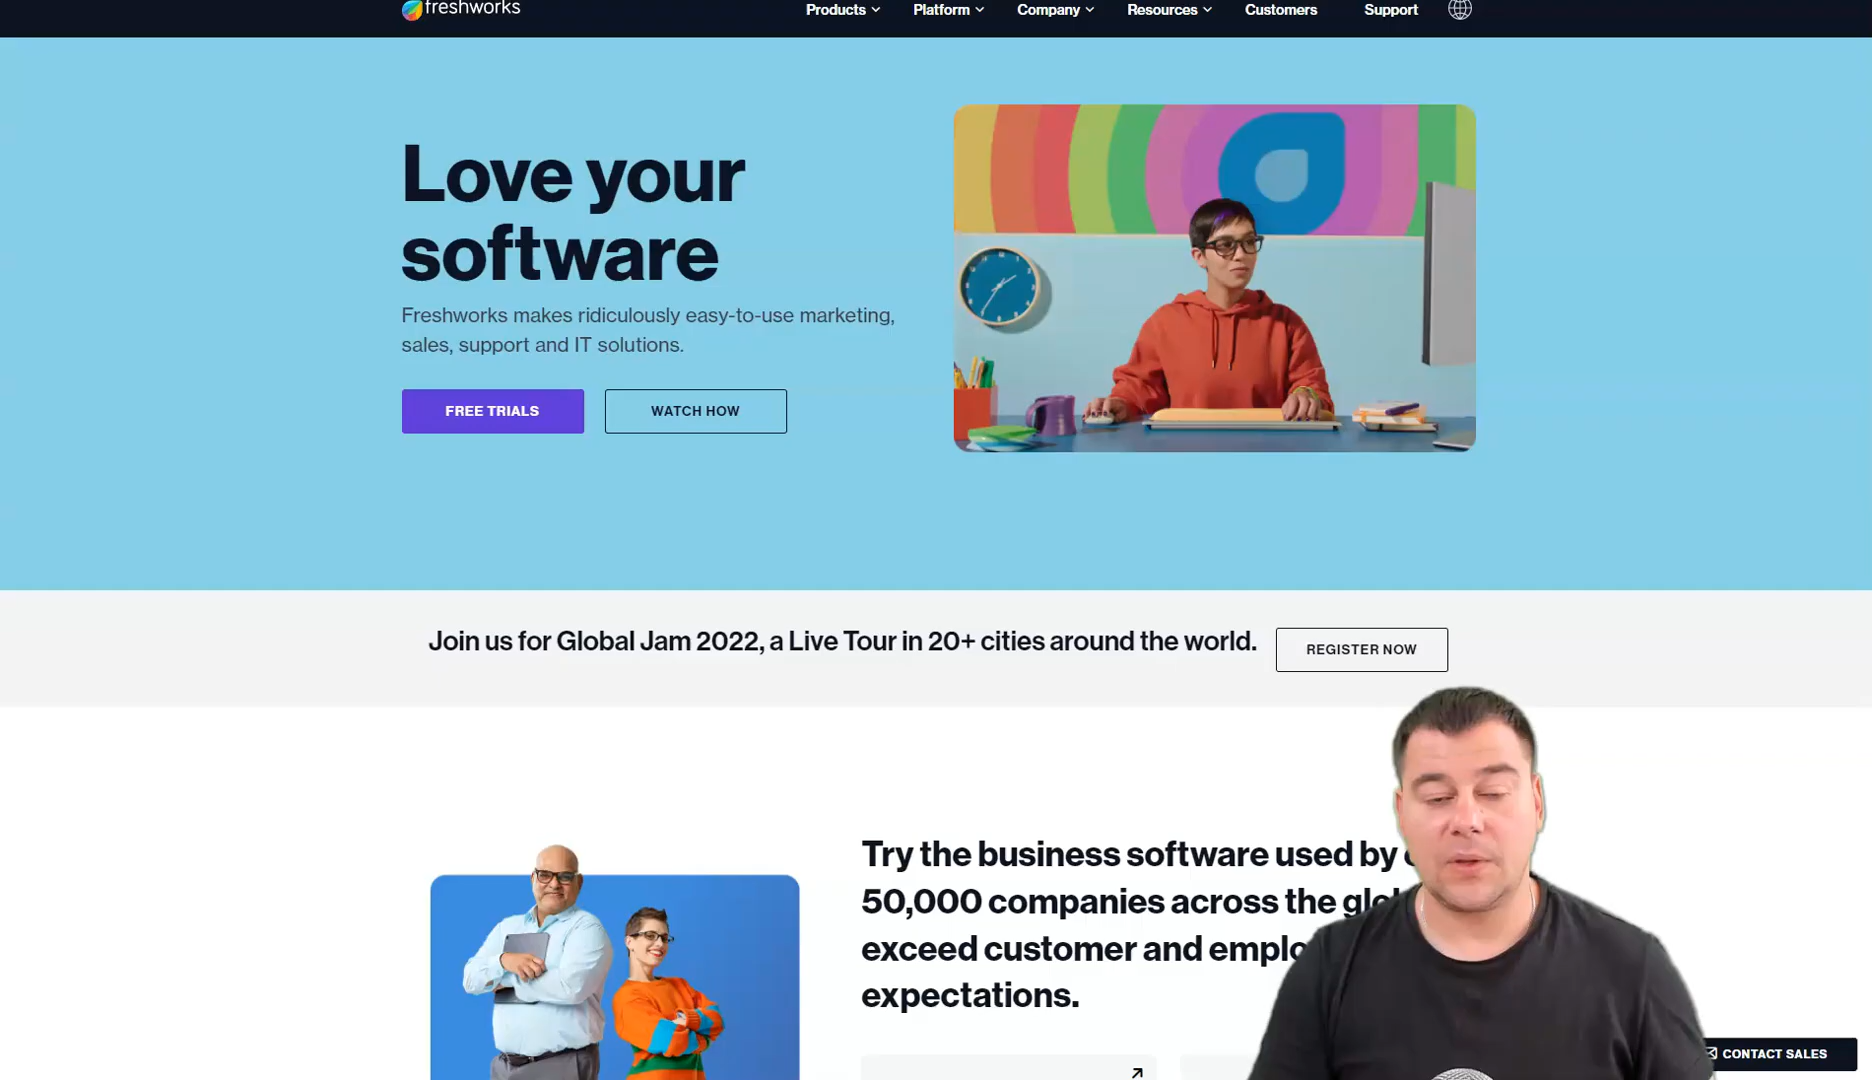 freshworks
Products
Platform
Company
Resources
Customers
Support
Love your
software
Freshworks makes ridiculously easy-to-use marketing,
sales, support and IT solutions.
FREE TRIALS
WATCH NOW
Join us for Global Jam 2022, a Live Tour in 20+ cities around the world.
REGISTER NOW
Try the business software used by
50,000 companies across the
exceed customer and
expectations.
CONTACT SALES